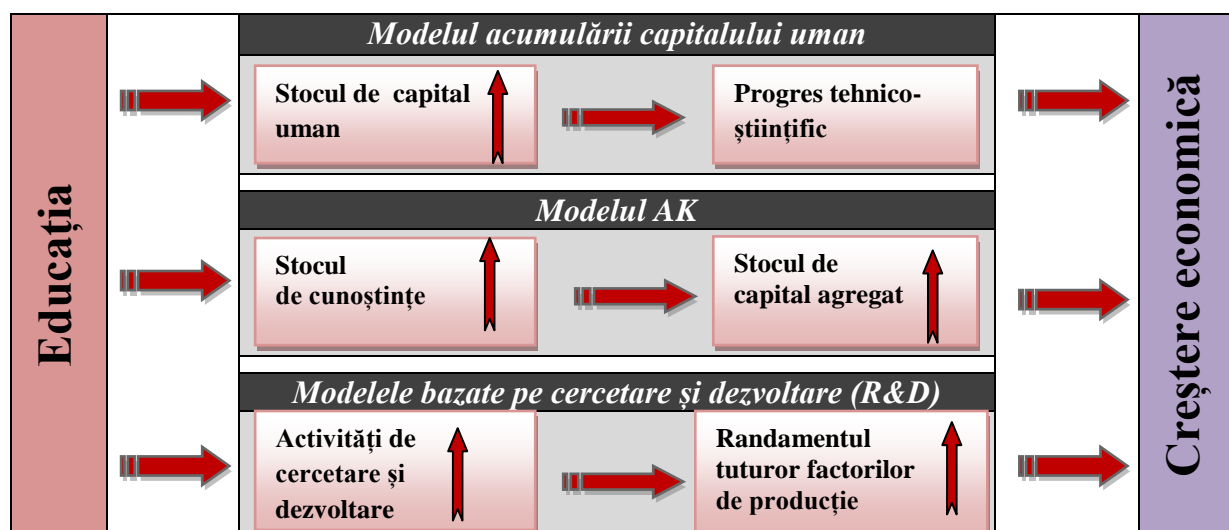 Educația
Modelul acumulării capitalului uman
Stocul de capital
uman
Progres tehnico-
științific
Modelul AK
Stocul
de cunoștințe
Stocul de
capital agregat
Modelele bazate pe cercetare și dezvoltare (R&D)
Activități de
cercetare și
dezvoltare
Randamentul
tuturor factorilor
de producție
Creștere economică